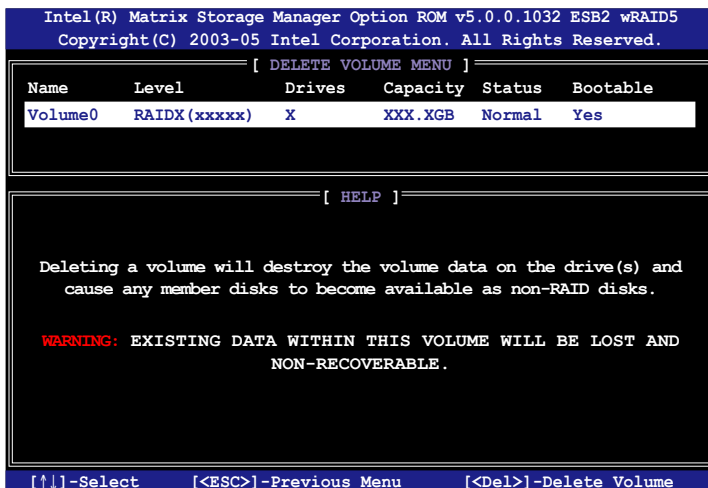 Intel(R) Matrix Storage Manager Option ROM v5.0.0.1032 ESB2 wRAID5
Copyright(C) 2003-05 Intel Corporation. All Rights Reserved.
[ DELETE VOLUME MENU ]
Name Level Drives Capacity Status Bootable
Volume0 RAIDX(xxxxx) X XXX.XGB Normal Yes
[ HELP ]
Deleting a volume will destroy the volume data on the drive(s) and
cause any member disks to become available as non-RAID disks.
WARNING: EXISTING DATA WITHIN THIS VOLUME WILL BE LOST AND
NON-RECOVERABLE.
[↑↓]-Select [<ESC>]-Previous Menu [<Del>]-Delete Volume